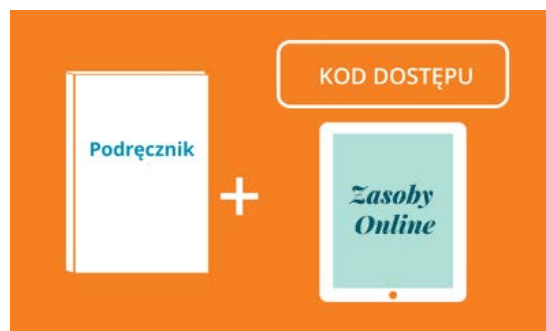 KOD DOSTĘPU
Podręcznik
+
Zasoby
Online